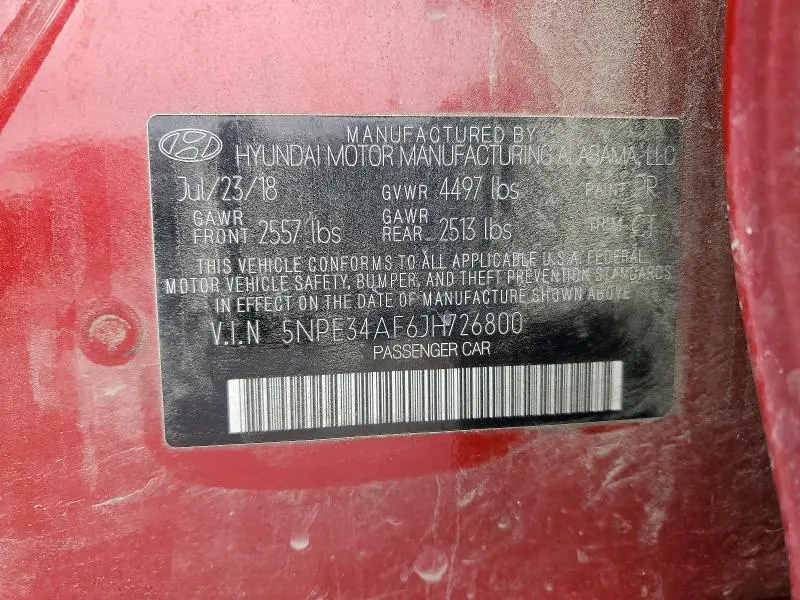 MANUFACTURED BY
HYUNDAI MOTOR MANUFACTURING ALABAMA, LLC
Jul/23/18 GVWR 4497 lbs PAINT PR
GAWR FRONT 2557 lbs GAWR REAR 2513 lbs TRIM
THIS VEHICLE CONFORMS TO ALL APPLICABLE U.S.A. FEDERAL
MOTOR VEHICLE SAFETY, BUMPER, AND THEFT PREVENTION STANDARDS
IN EFFECT ON THE DATE OF MANUFACTURE SHOWN ABOVE
V.I.N 5NPE34AF6JH726800
PASSENGER CAR